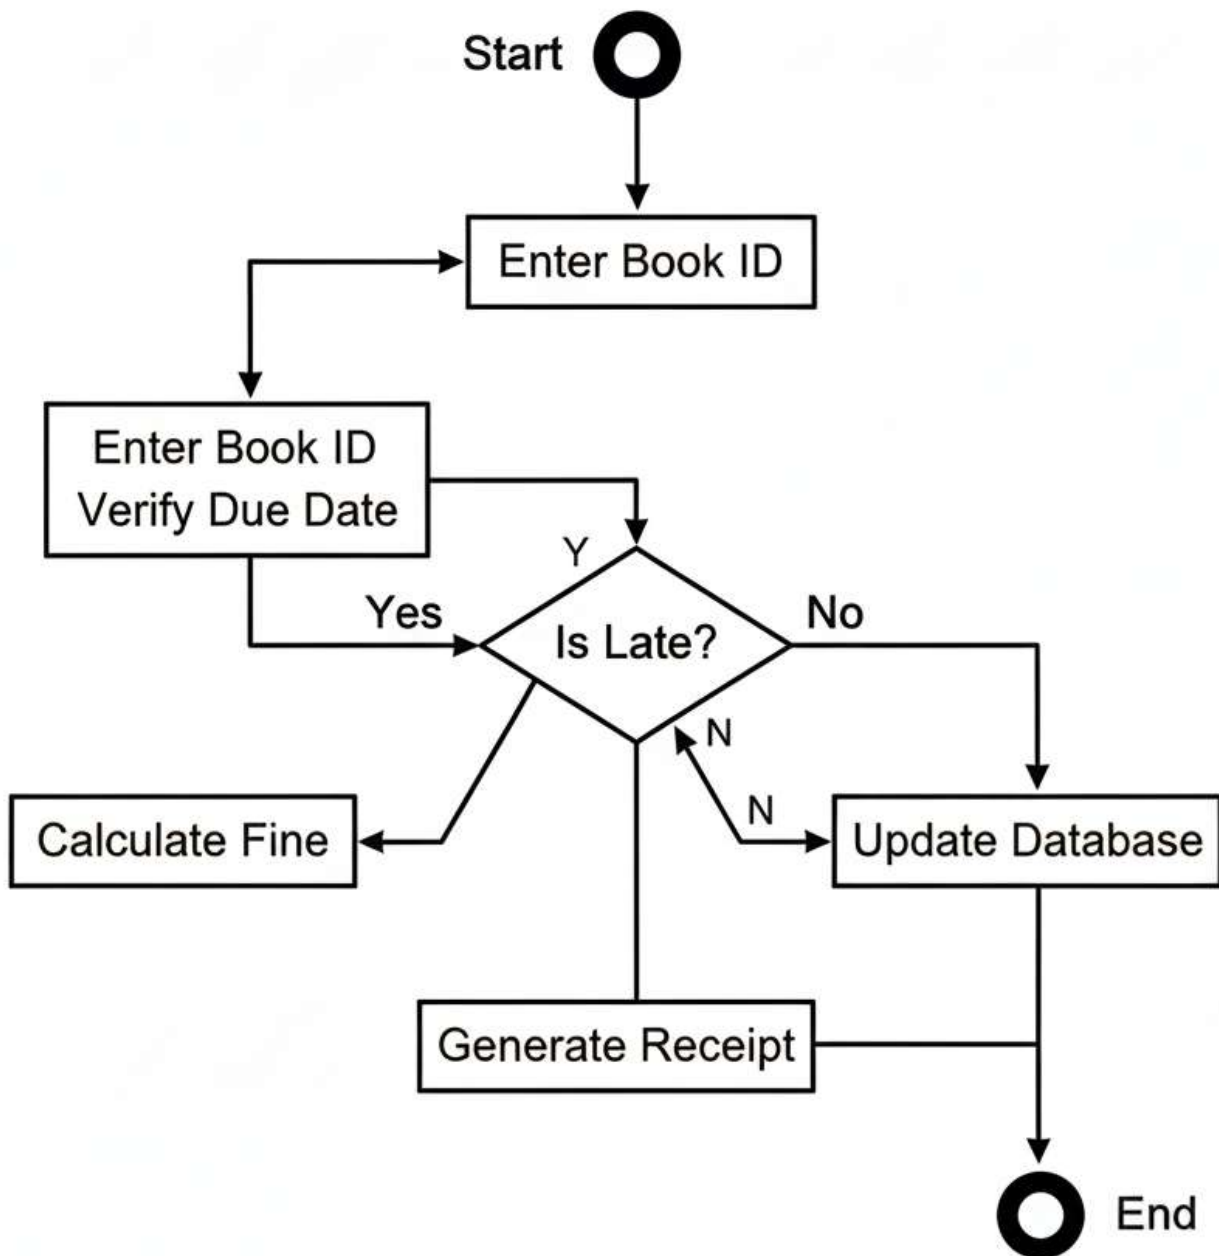 Start
Enter Book ID
Enter Book ID
Verify Due Date
Y
Yes
Is Late?
No
N
N
Calculate Fine
Update Database
Generate Receipt
End